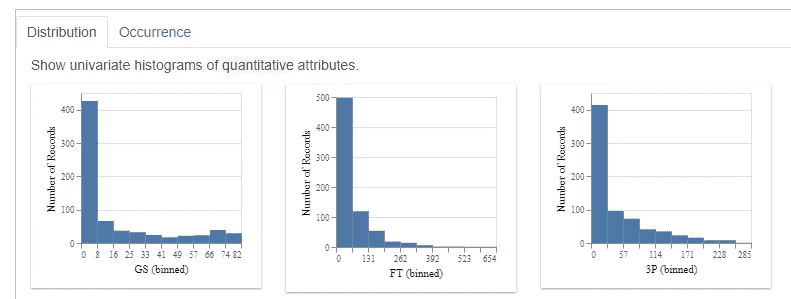 Distribution Occurrence
Show univariate histograms of quantitative attributes.
Number of Records
400
300
200
100
0
0 8 16 25 33 41 49 57 66 74 82
GS (binned)
Number of Records
500
400
300
200
100
0
0 131 262 392 523 654
FT (binned)
Number of Records
400
300
200
100
0
0 57 114 171 228 285
3P (binned)